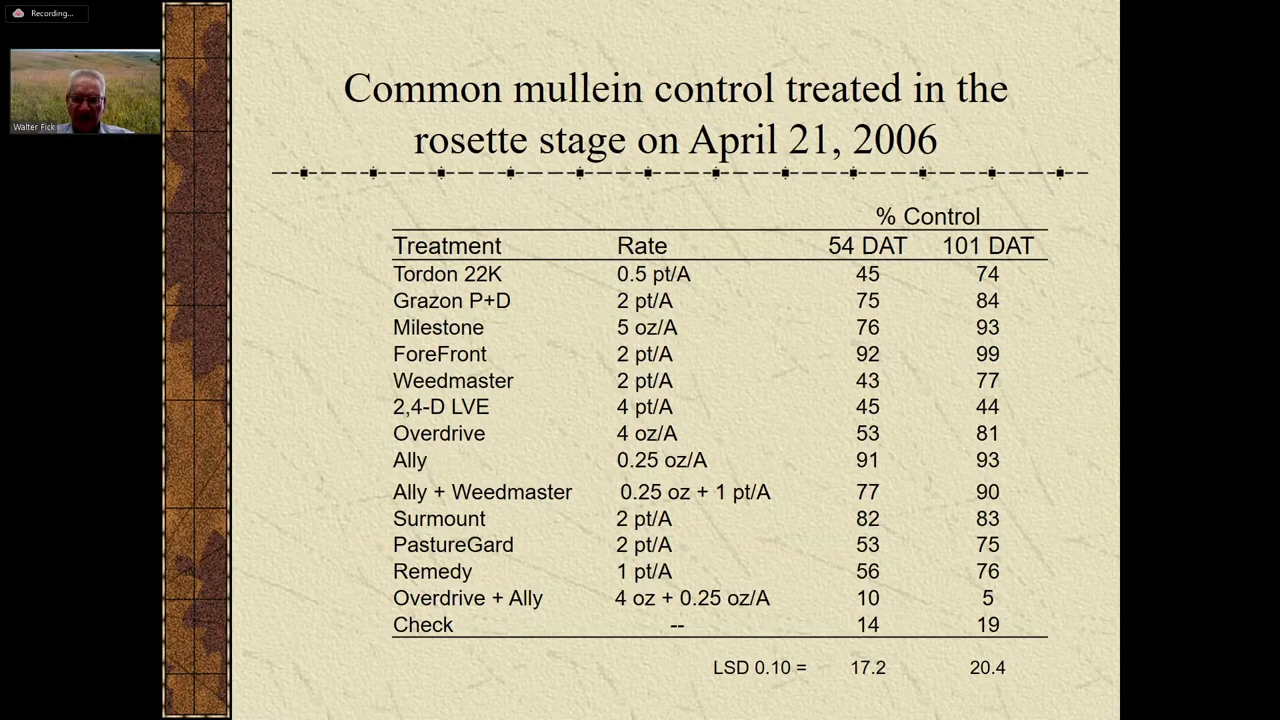 Recording...
Walter Fick
Common mullein control treated in the
rosette stage on April 21, 2006
% Control
Treatment Rate 54 DAT 101 DAT
Tordon 22K 0.5 pt/A 45 74
Grazon P+D 2 pt/A 75 84
Milestone 5 oz/A 76 93
ForeFront 2 pt/A 92 99
Weedmaster 2 pt/A 43 77
2,4-D LVE 4 pt/A 45 44
Overdrive 4 oz/A 53 81
Ally 0.25 oz/A 91 93
Ally + Weedmaster 0.25 oz + 1 pt/A 77 90
Surmount 2 pt/A 82 83
PastureGard 2 pt/A 53 75
Remedy 1 pt/A 56 76
Overdrive + Ally 4 oz + 0.25 oz/A 10 5
Check -- 14 19
LSD 0.10 = 17.2 20.4